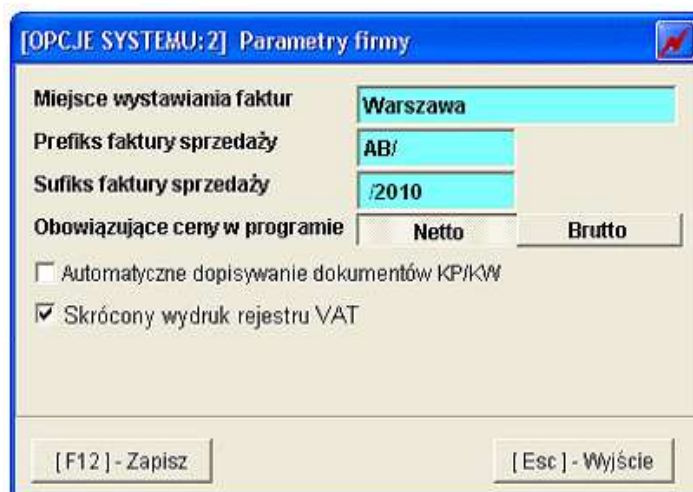 [OPCJE SYSTEMU:2] Parametry firmy
Miejsce wystawiania faktur Warszawa
Prefiks faktury sprzedaży AB/
Sufiks faktury sprzedaży /2010
Obowiązujące ceny w programie Netto Brutto
Automatyczne dopisywanie dokumentów KP/KW
Skrócony wydruk rejestru VAT
[ F12 ] - Zapisz [ Esc ] - Wyjście